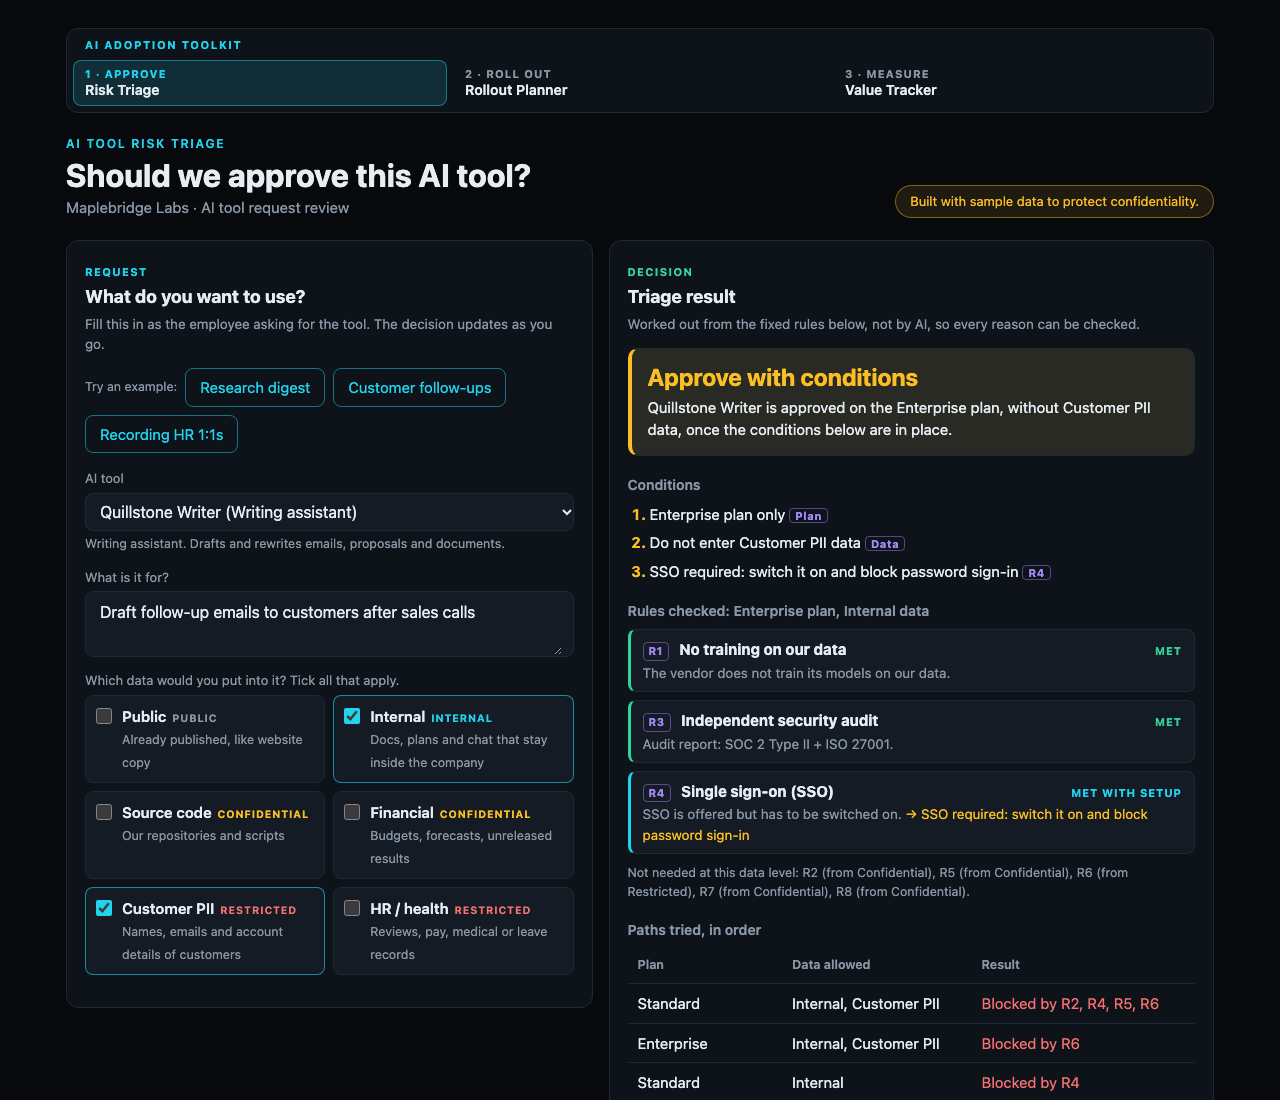 AI ADOPTION TOOLKIT
1 · APPROVE
Risk Triage
2 · ROLL OUT
Rollout Planner
3 · MEASURE
Value Tracker
AI TOOL RISK TRIAGE
Should we approve this AI tool?
Maplebridge Labs · AI tool request review
Built with sample data to protect confidentiality.
REQUEST
What do you want to use?
Fill this in as the employee asking for the tool. The decision updates as you
go.
Try an example:
Research digest
Customer follow-ups
Recording HR 1:1s
AI tool
Quillstone Writer (Writing assistant)
Writing assistant. Drafts and rewrites emails, proposals and documents.
What is it for?
Draft follow-up emails to customers after sales calls
Which data would you put into it? Tick all that apply.
Public PUBLIC
Already published, like website
copy
Internal INTERNAL
Docs, plans and chat that stay
inside the company
Source code CONFIDENTIAL
Our repositories and scripts
Financial CONFIDENTIAL
Budgets, forecasts, unreleased
results
Customer PII RESTRICTED
Names, emails and account
details of customers
HR / health RESTRICTED
Reviews, pay, medical or leave
records
DECISION
Triage result
Worked out from the fixed rules below, not by AI, so every reason can be checked.
Approve with conditions
Quillstone Writer is approved on the Enterprise plan, without Customer PII
data, once the conditions below are in place.
Conditions
1. Enterprise plan only Plan
2. Do not enter Customer PII data Data
3. SSO required: switch it on and block password sign-in R4
Rules checked: Enterprise plan, Internal data
R1 No training on our data MET
The vendor does not train its models on our data.
R3 Independent security audit MET
Audit report: SOC 2 Type II + ISO 27001.
R4 Single sign-on (SSO) MET WITH SETUP
SSO is offered but has to be switched on. → SSO required: switch it on and block
password sign-in
Not needed at this data level: R2 (from Confidential), R5 (from Confidential), R6 (from
Restricted), R7 (from Confidential), R8 (from Confidential).
Paths tried, in order
Plan Data allowed Result
Standard Internal, Customer PII Blocked by R2, R4, R5, R6
Enterprise Internal, Customer PII Blocked by R6
Standard Internal Blocked by R4